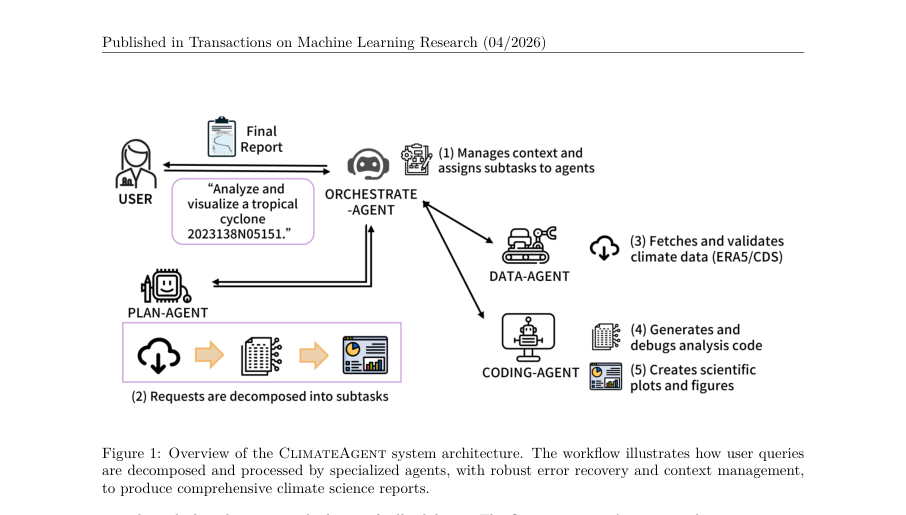 Published in Transactions on Machine Learning Research (04/2026)
Final
Report
(1) Manages context and
assigns subtasks to agents
USER
"Analyze and
visualize a tropical
cyclone
2023138N05151."
ORCHESTRATE
-AGENT
(3) Fetches and validates
climate data (ERA5/CDS)
DATA-AGENT
PLAN-AGENT
(4) Generates and
debugs analysis code
CODING-AGENT
(5) Creates scientific
plots and figures
(2) Requests are decomposed into subtasks
Figure 1: Overview of the CLIMATEAGENT system architecture. The workflow illustrates how user queries
are decomposed and processed by specialized agents, with robust error recovery and context management,
to produce comprehensive climate science reports.